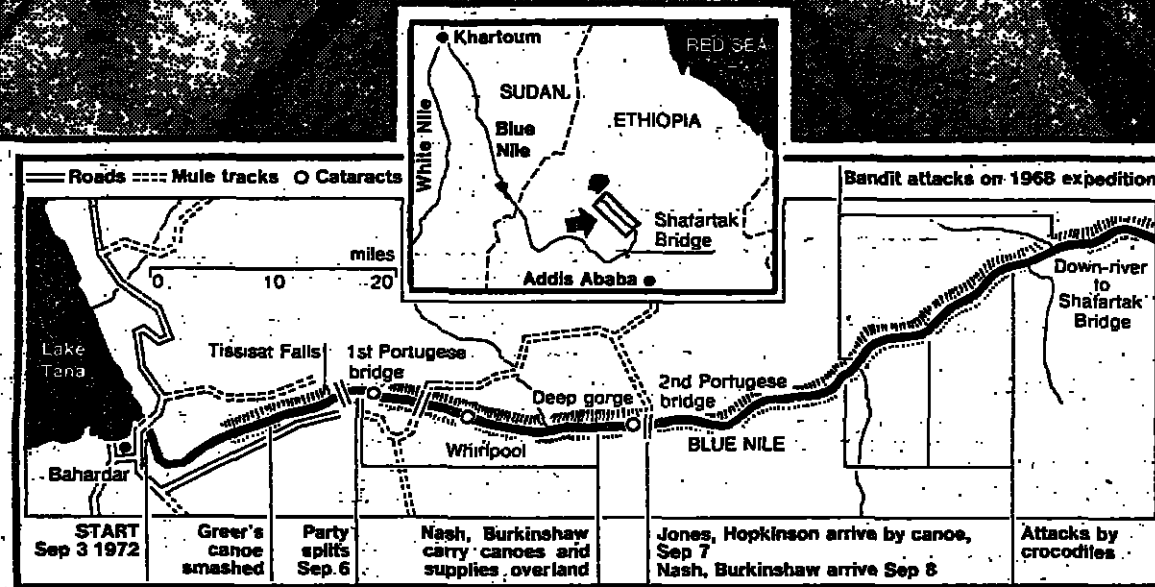 Khartoum
RED SEA
SUDAN
ETHIOPIA
White Nile
Blue
Nile
Shafartak
Bridge
Addis Ababa
Roads Mule tracks Cataracts
Bandit attacks on 1968 expedition
miles
0 10 20
Down-river
to
Shafartak
Bridge
Lake
Tana
Tissisat Falls
1st Portugese
bridge
Deep gorge
2nd Portugese
bridge
Whirlpool
BLUE NILE
Bahardar
START
Sep 3 1972
Greer's
canoe
smashed
Party
splits
Sep. 6
Nash, Burkinshaw
carry canoes and
supplies overland
Jones, Hopkinson arrive by canoe,
Sep 7
Nash, Burkinshaw arrive Sep 8
Attacks by
crocodiles